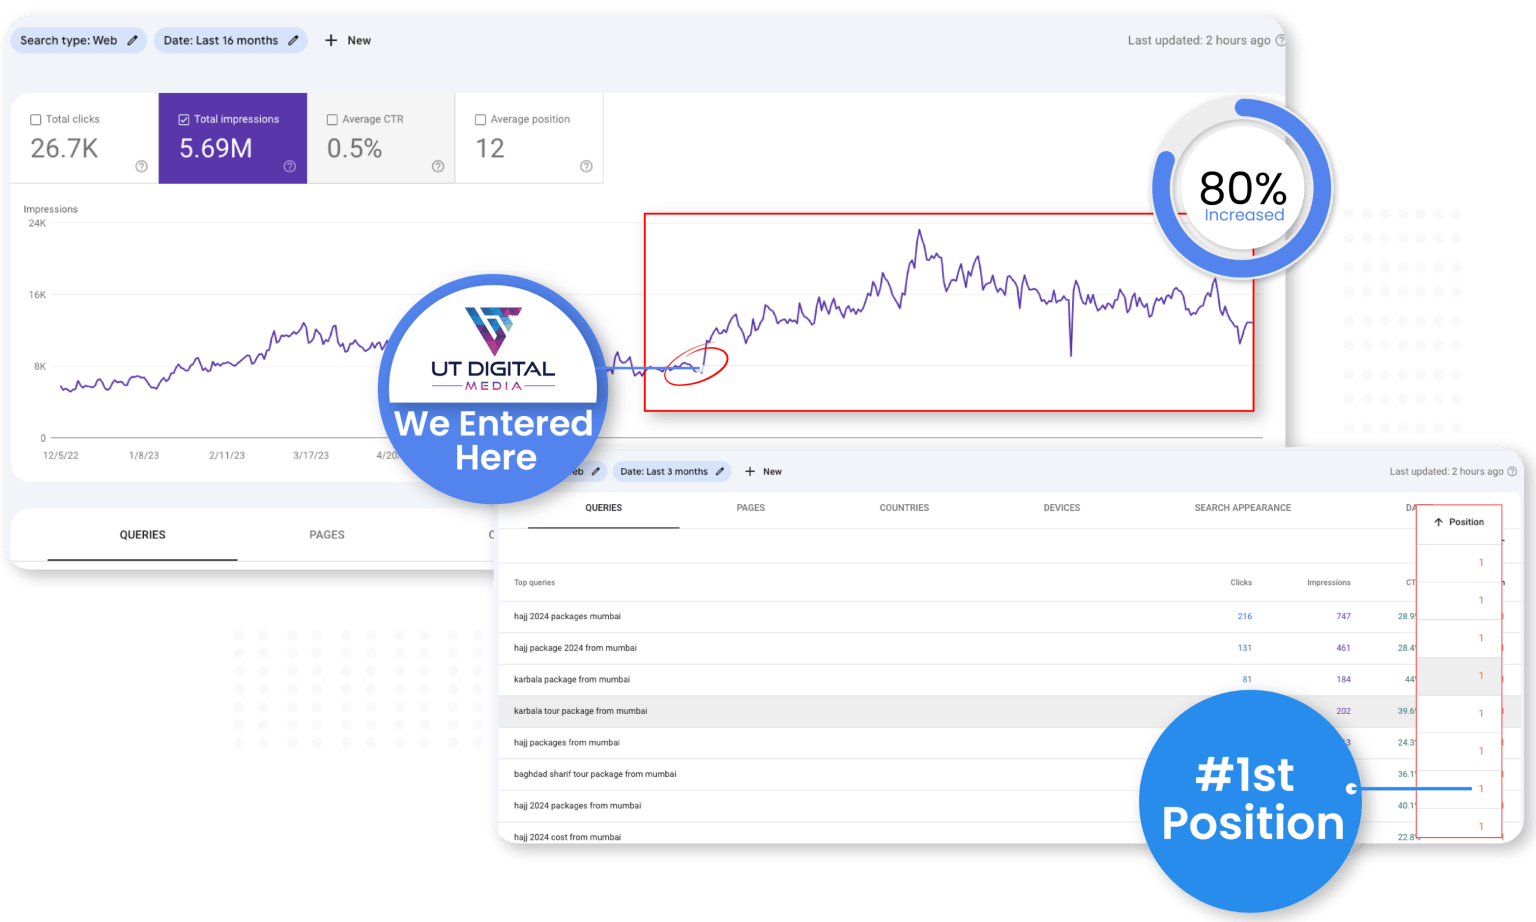 Search type: Web
Date: Last 16 months
+ New
Last updated: 2 hours ago
Total clicks
26.7K
Total impressions
5.69M
Average CTR
0.5%
Average position
12
80%
Increased
Impressions
24K
16K
8K
0
12/5/22
1/8/23
2/11/23
3/17/23
4/20
UT DIGITAL
MEDIA
We Entered
Here
QUERIES
PAGES
eb
Date: Last 3 months
+ New
Last updated: 2 hours ago
QUERIES
PAGES
COUNTRIES
DEVICES
SEARCH APPEARANCE
DA
↑ Position
Top queries
Clicks
Impressions
CT
hajj 2024 packages mumbai 216 747 28.9 1
hajj package 2024 from mumbai 131 461 28.4 1
karbala package from mumbai 81 184 44 1
karbala tour package from mumbai 202 39.6 1
hajj packages from mumbai 3 24.3 1
baghdad sharif tour package from mumbai 36.1 1
hajj 2024 packages from mumbai 40.1 1
hajj 2024 cost from mumbai 22.8 1
#1st
Position